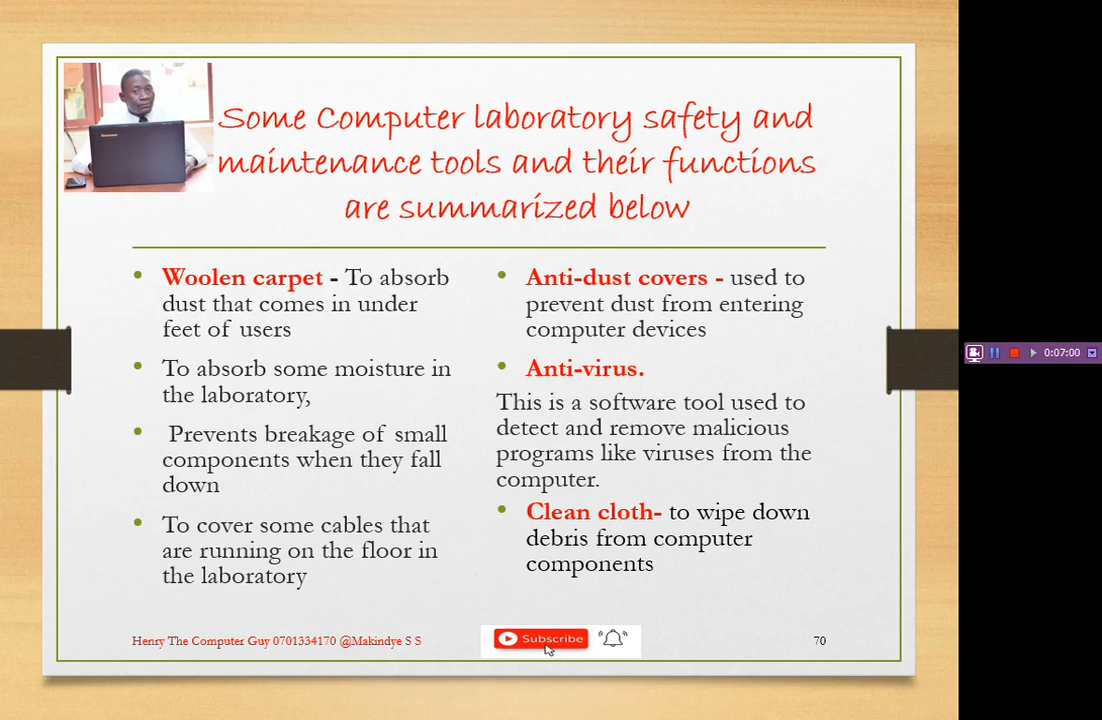 Some Computer laboratory safety and
maintenance tools and their functions
are summarized below
• Woolen carpet - To absorb
dust that comes in under
feet of users
• To absorb some moisture in
the laboratory,
• Prevents breakage of small
components when they fall
down
• To cover some cables that
are running on the floor in
the laboratory
• Anti-dust covers - used to
prevent dust from entering
computer devices
• Anti-virus.
This is a software tool used to
detect and remove malicious
programs like viruses from the
computer.
• Clean cloth- to wipe down
debris from computer
components
Henry The Computer Guy 0701334170 @Makindye S S
Subscribe
70
0:07:00